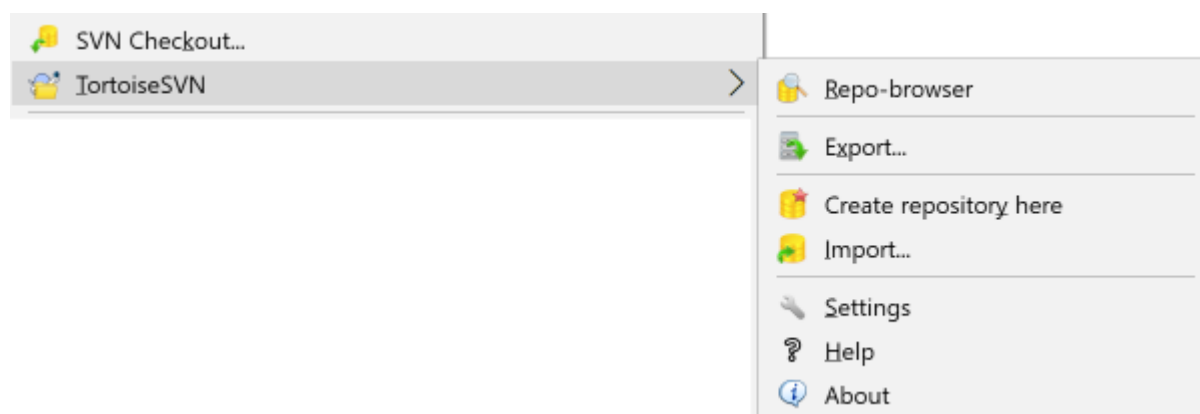 SVN Checkout...
TortoiseSVN
Repo-browser
Export...
Create repository here
Import...
Settings
Help
About